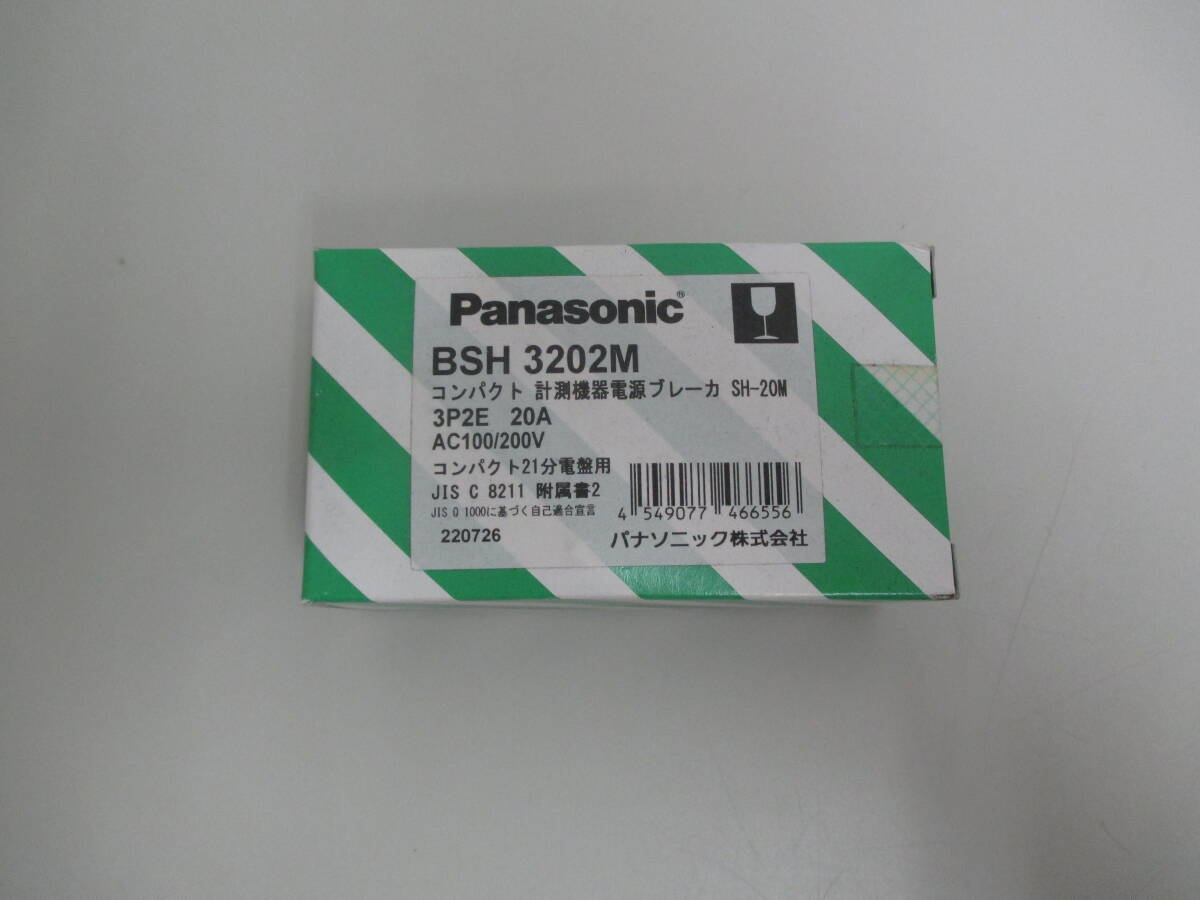 Panasonic®
BSH 3202M
コンパクト 計測機器電源ブレーカ SH-20M
3P2E 20A
AC100/200V
コンパクト21分電盤用
JIS C 8211 附属書2
JIS Q 1000に基づく自己適合宣言
4 549077 466556
220726
パナソニック株式会社